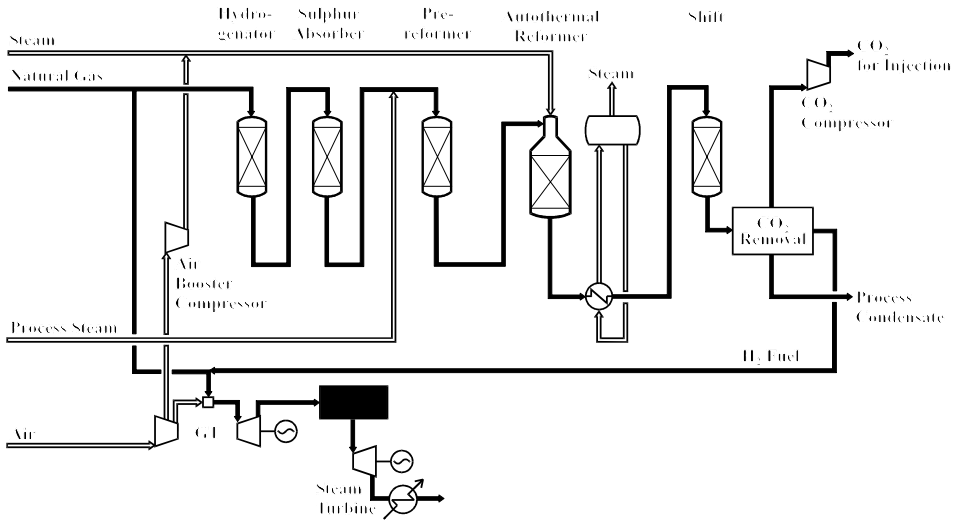 Hydro-
genator
Sulphur
Absorber
Pre-
reformer
Autothermal
Reformer
Shift
Steam
Natural Gas
Steam
CO2
for Injection
CO2
Compressor
CO2
Removal
Air
Booster
Compressor
Process Steam
Process
Condensate
H2 Fuel
Air
GT
Steam
Turbine